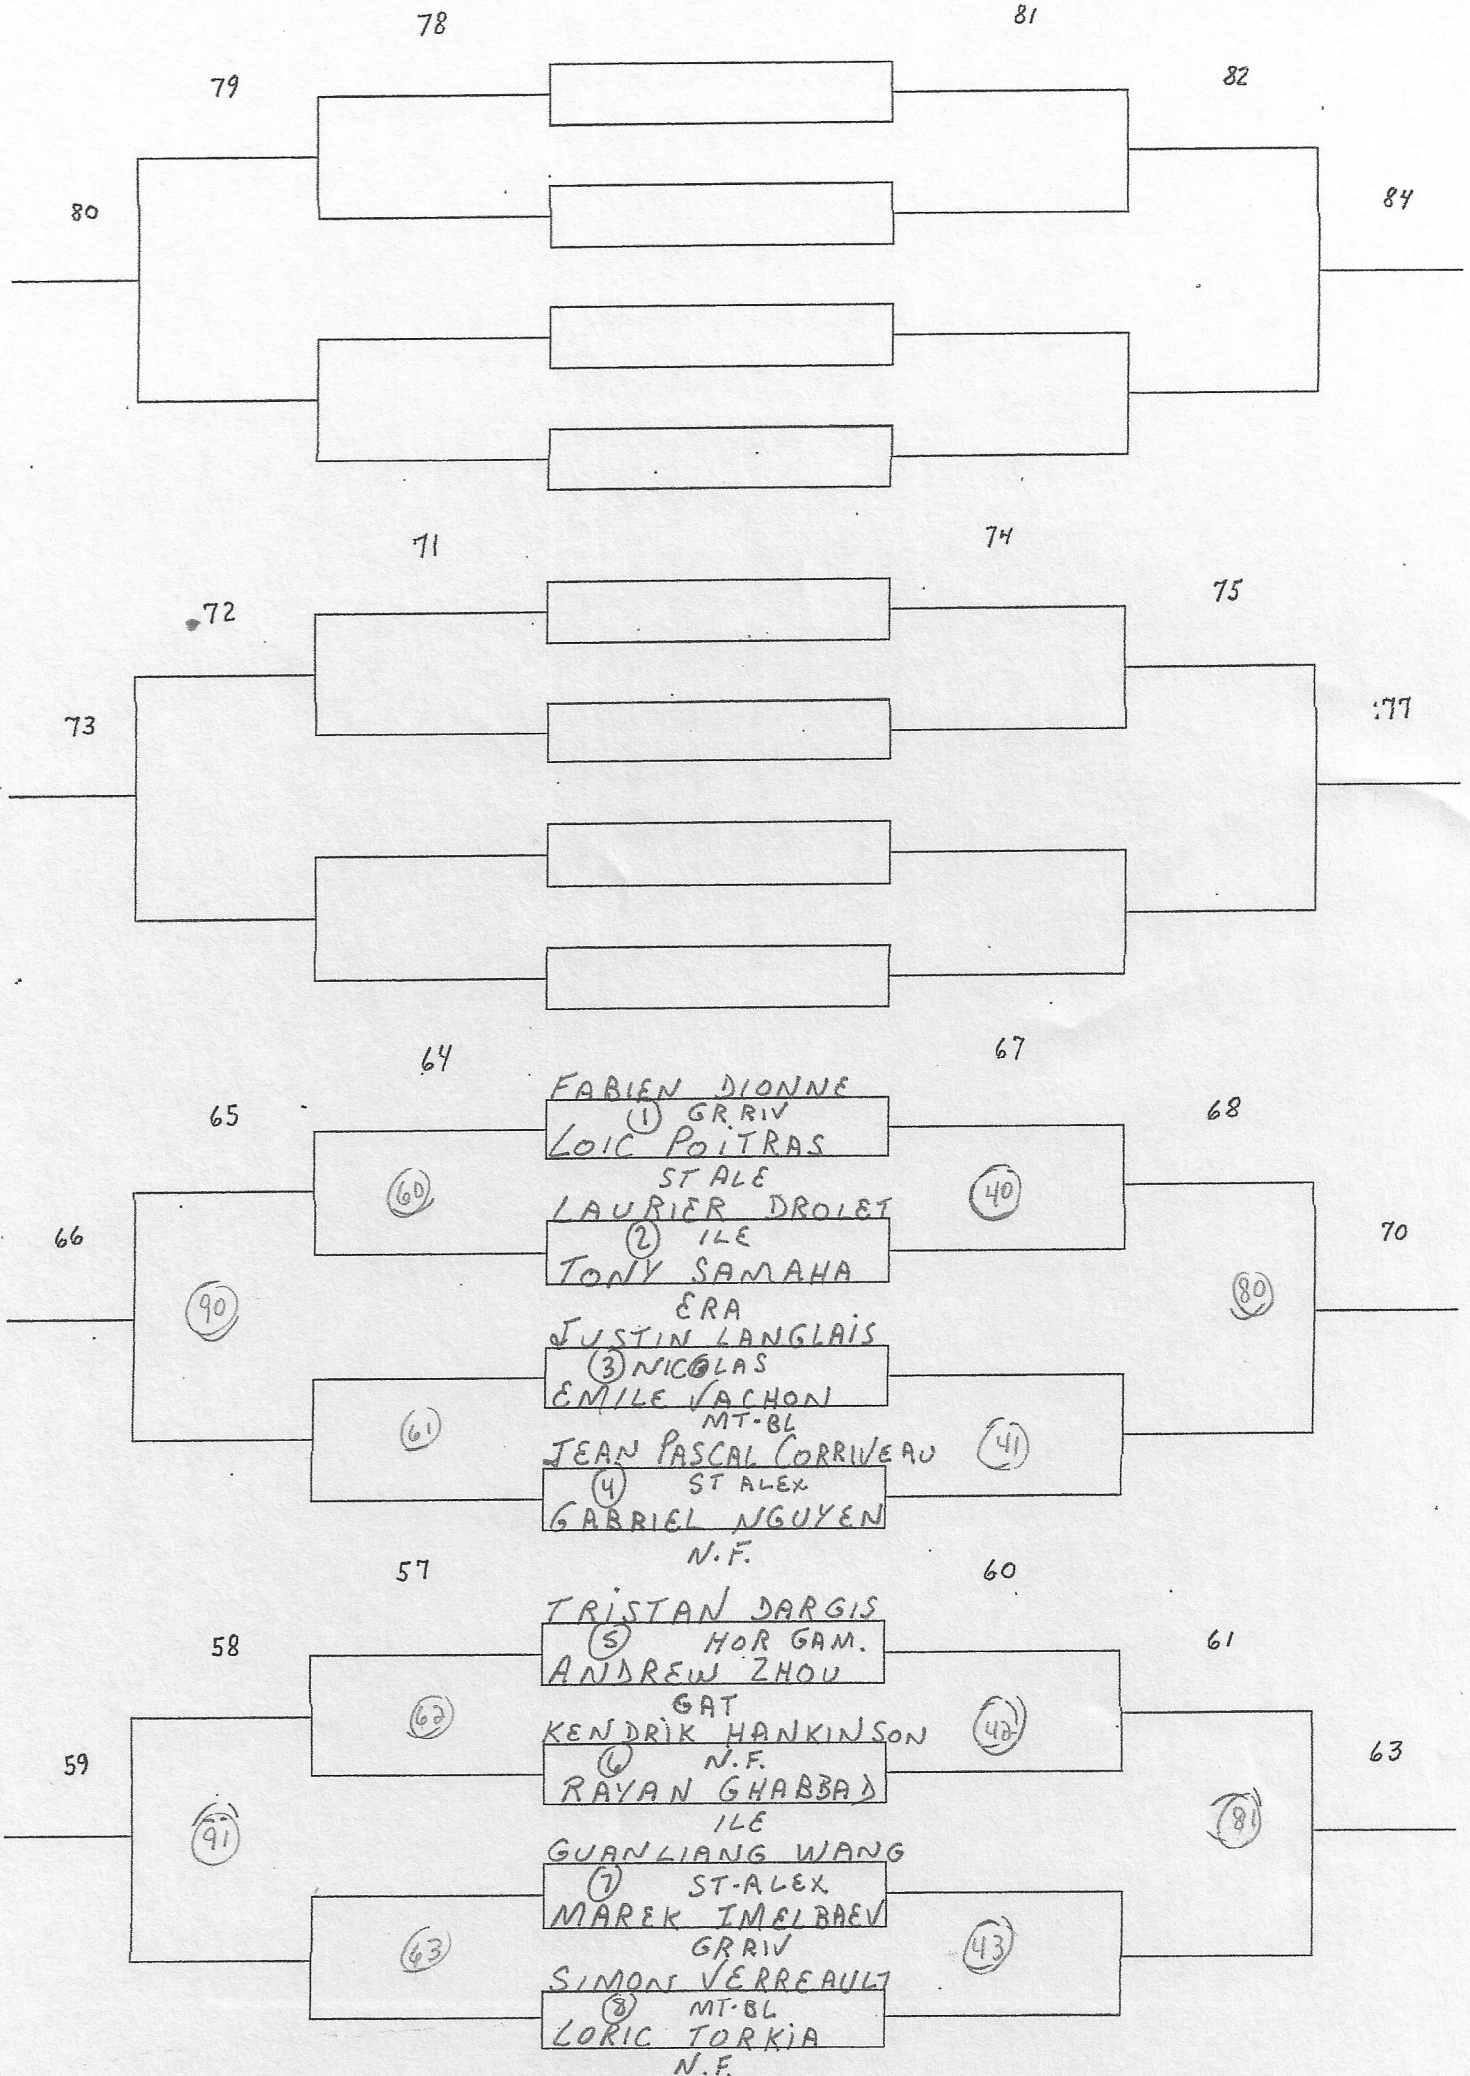 78
81
79
82
80
84
71
74
72
75
73
77
64
67
FABIEN DIONNE
65
1 GR RIV
68
LOIC POITRAS
ST ALE
60
40
LAURIER DROLET
66
2 ILE
70
TONY SAMAHA
90
80
ERA
JUSTIN LANGLAIS
3 NICOLAS
EMILE VACHON
MT-BL
61
41
JEAN PASCAL CORRIVEAU
4 ST ALEX
GABRIEL NGUYEN
N.F.
57
60
TRISTAN DARGIS
58
5 HOR GAM.
61
ANDREW ZHOU
GAT
62
42
KENDRIK HANKINSON
59
6 N.F.
63
RAYAN GHABBAD
ILE
91
81
GUANLIANG WANG
7 ST-ALEX
MAREK IMELBAEV
GR RIV
63
43
SIMON VERREAULT
8 MT-BL
LORIC TORKIA
N.F.